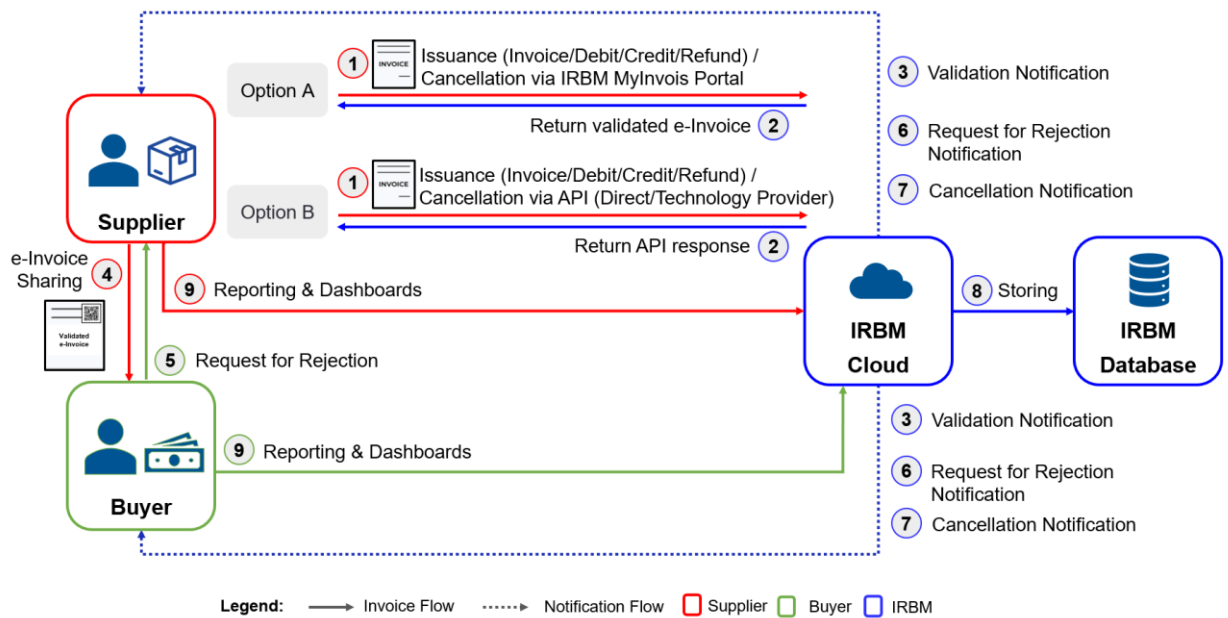 1
INVOICE
Issuance (Invoice/Debit/Credit/Refund) /
Cancellation via IRBM MyInvois Portal
Option A
Return validated e-Invoice 2
3 Validation Notification
6 Request for Rejection
Notification
7 Cancellation Notification
Supplier
1
INVOICE
Issuance (Invoice/Debit/Credit/Refund) /
Cancellation via API (Direct/Technology Provider)
Option B
Return API response 2
e-Invoice
Sharing 4
Validated
e-Invoice
9 Reporting & Dashboards
IRBM
Cloud
8 Storing
IRBM
Database
5 Request for Rejection
Buyer
9 Reporting & Dashboards
3 Validation Notification
6 Request for Rejection
Notification
7 Cancellation Notification
Legend: Invoice Flow Notification Flow Supplier Buyer IRBM